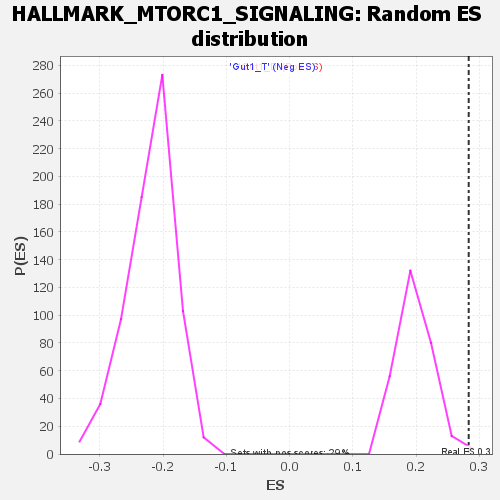 HALLMARK_MTORC1_SIGNALING: Random ES
distribution
'Gut1_T' (Neg ES)
280
260
240
220
200
180
160
140
120
100
80
60
40
20
0
P(ES)
Sets with pos scores: 29%
Real ES 0.3
-0.3 -0.2 -0.1 0.0 0.1 0.2 0.3
ES